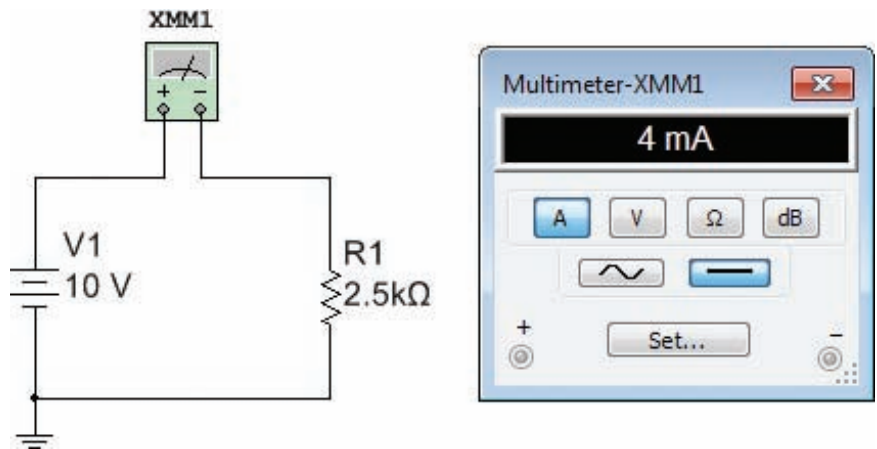 XMM1
+ −
V1
10 V
R1
2.5kΩ
Multimeter-XMM1
4 mA
A V Ω dB
+ −
Set...